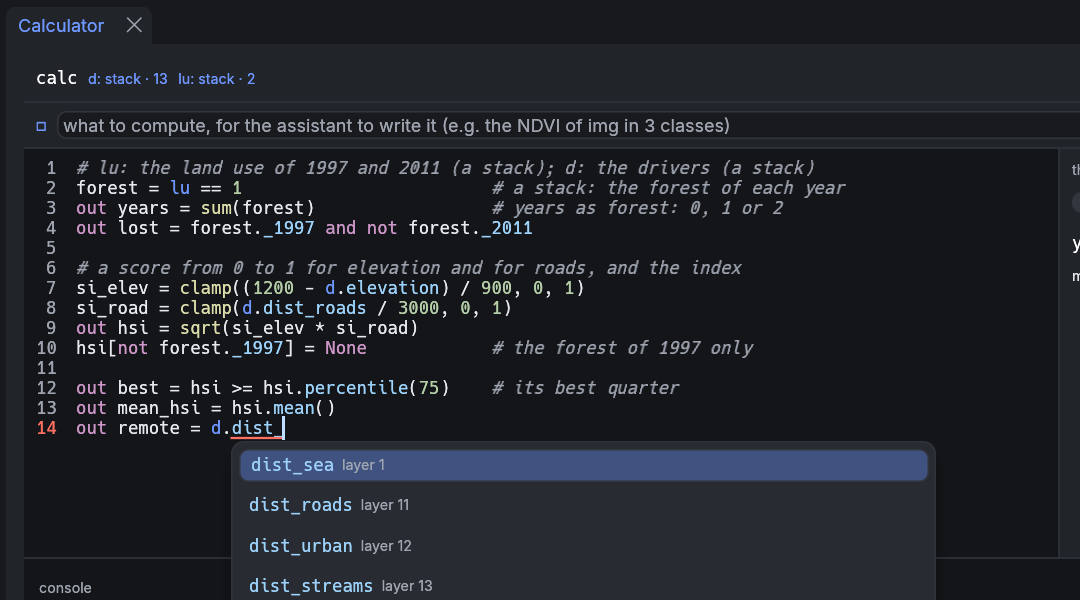 Calculator
calc d: stack · 13 lu: stack · 2
what to compute, for the assistant to write it (e.g. the NDVI of img in 3 classes)
1 # lu: the land use of 1997 and 2011 (a stack); d: the drivers (a stack)
2 forest = lu == 1 # a stack: the forest of each year
3 out years = sum(forest) # years as forest: 0, 1 or 2
4 out lost = forest._1997 and not forest._2011
5
6 # a score from 0 to 1 for elevation and for roads, and the index
7 si_elev = clamp((1200 - d.elevation) / 900, 0, 1)
8 si_road = clamp(d.dist_roads / 3000, 0, 1)
9 out hsi = sqrt(si_elev * si_road)
10 hsi[not forest._1997] = None # the forest of 1997 only
11
12 out best = hsi >= hsi.percentile(75) # its best quarter
13 out mean_hsi = hsi.mean()
14 out remote = d.dist_
dist_sea layer 1
dist_roads layer 11
dist_urban layer 12
dist_streams layer 13
console